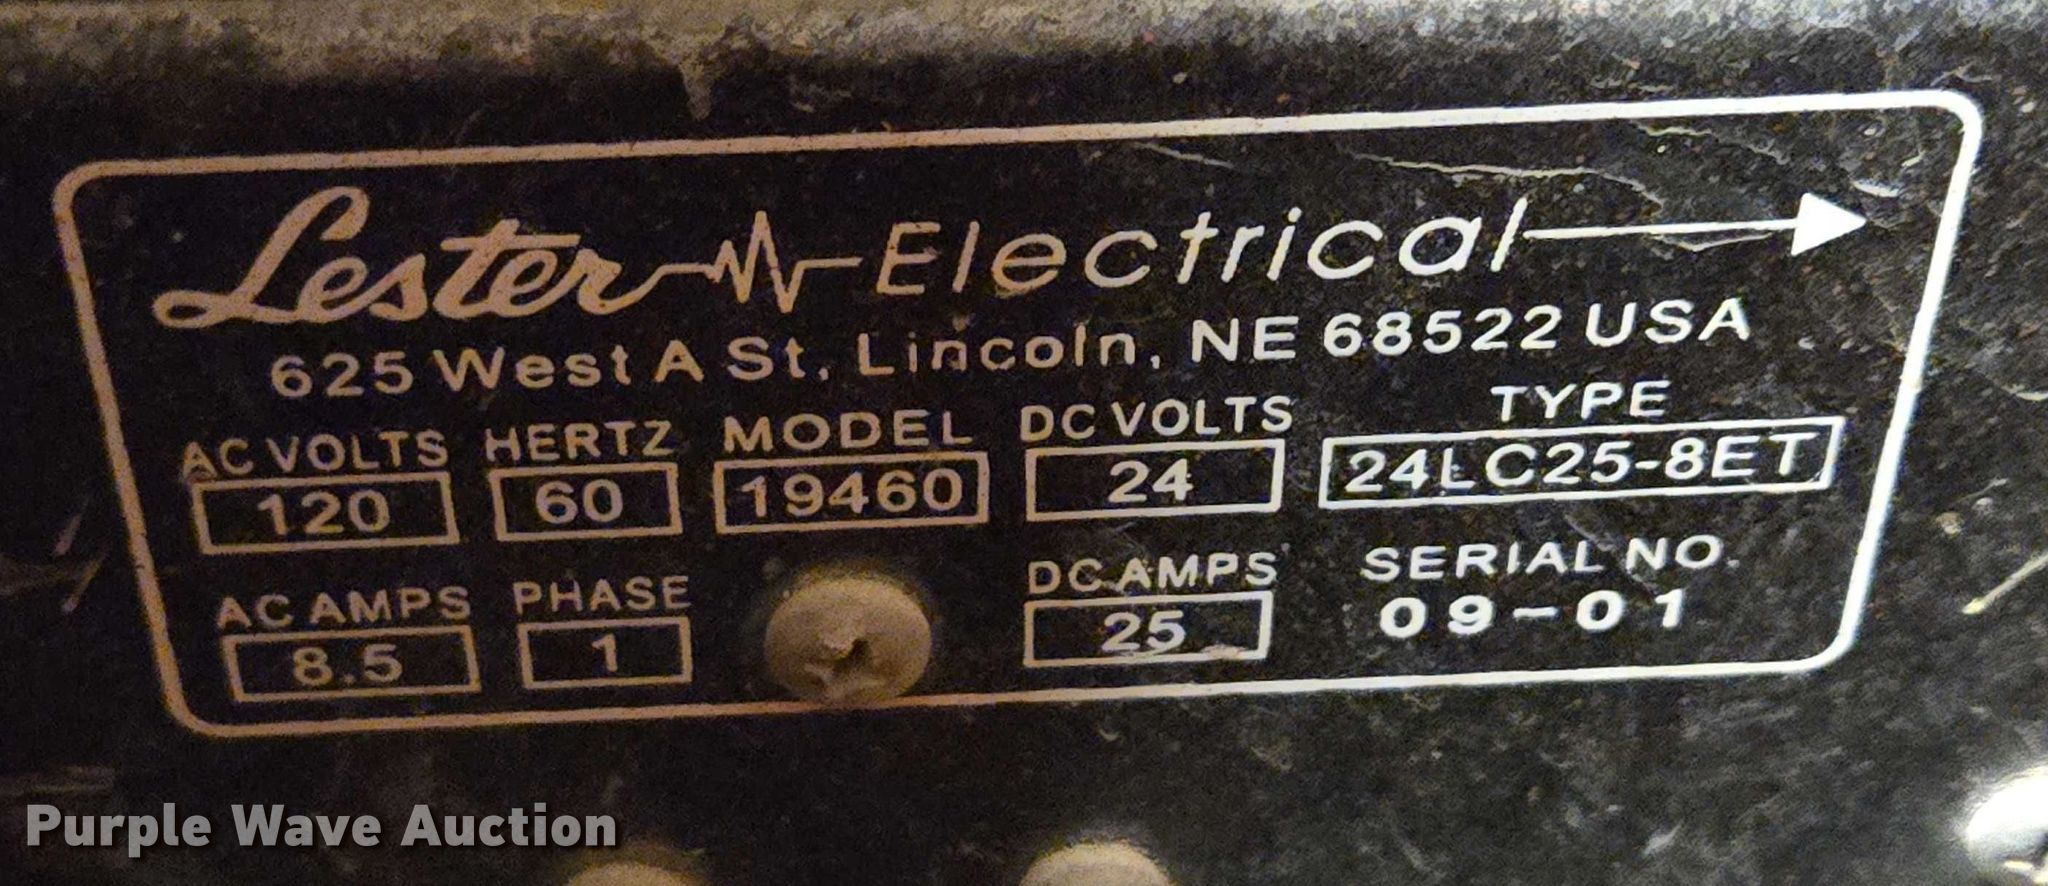 Lester Electrical
625 West A St, Lincoln, NE 68522 USA
AC VOLTS HERTZ MODEL DC VOLTS TYPE
120 60 19460 24 24LC25-8ET
AC AMPS PHASE DC AMPS SERIAL NO.
8.5 1 25 09-01
Purple Wave Auction